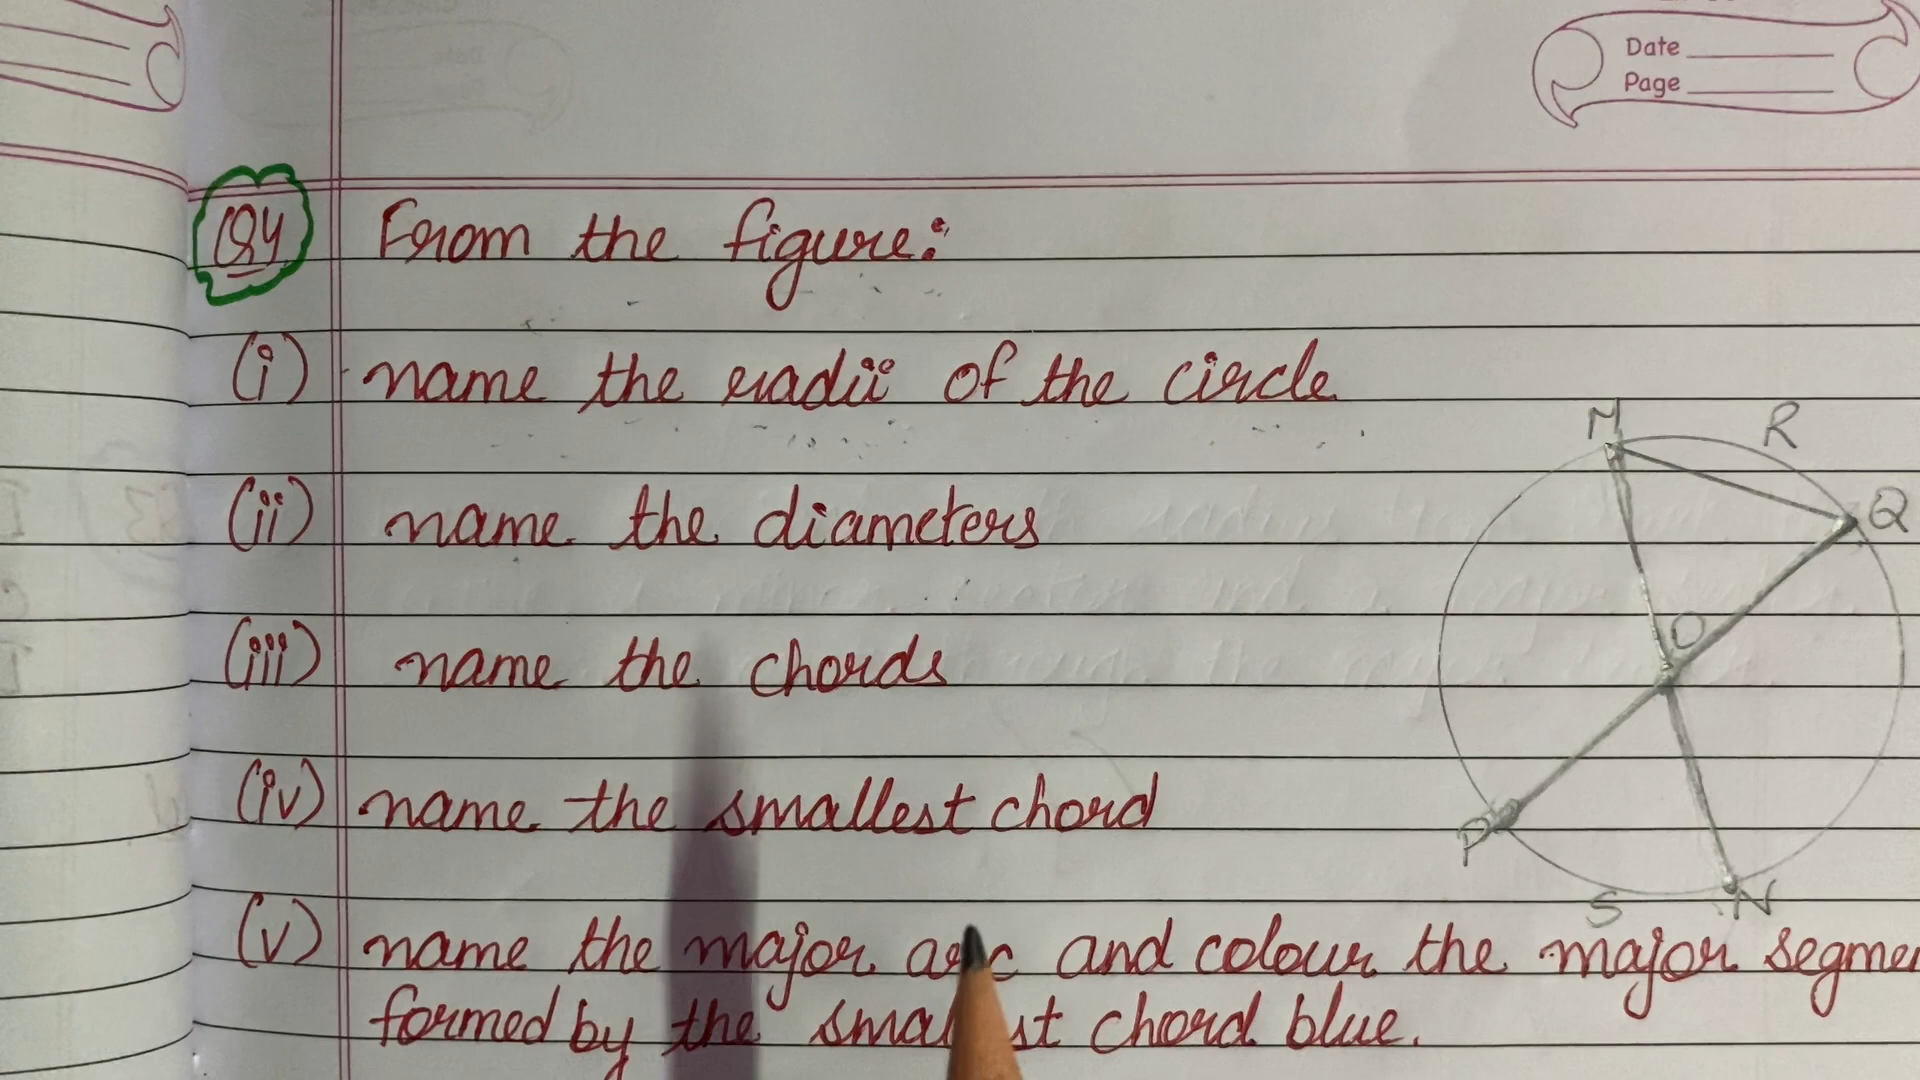 Date
Page
Q4 From the figure:
(i) name the radii of the circle
M R
Q
(ii) name the diameters
O
(iii) name the chords
(iv) name the smallest chord
P
S N
(v) name the major arc and colour the major segmen
formed by the chord blue.